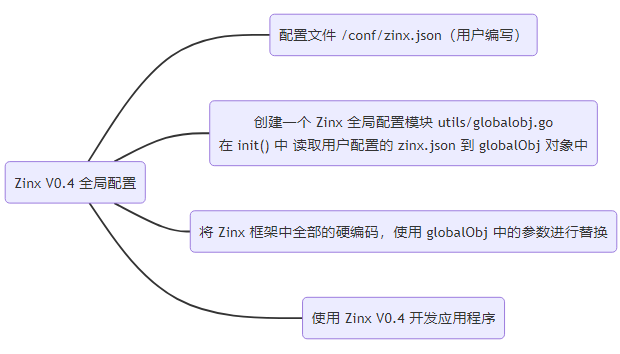 配置文件 /conf/zinx.json（用户编写）
创建一个 Zinx 全局配置模块 utils/globalobj.go
在 init() 中 读取用户配置的 zinx.json 到 globalObj 对象中
Zinx V0.4 全局配置
将 Zinx 框架中全部的硬编码，使用 globalObj 中的参数进行替换
使用 Zinx V0.4 开发应用程序